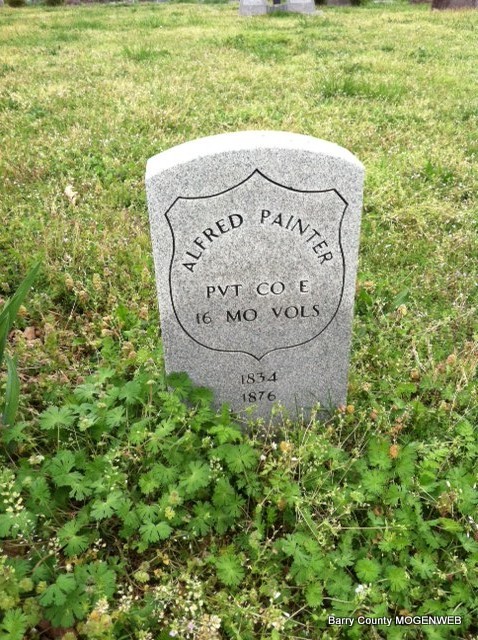 ALFRED PAINTER
PVT CO E
16 MO VOLS
1834
1876
Barry County MOGENWEB